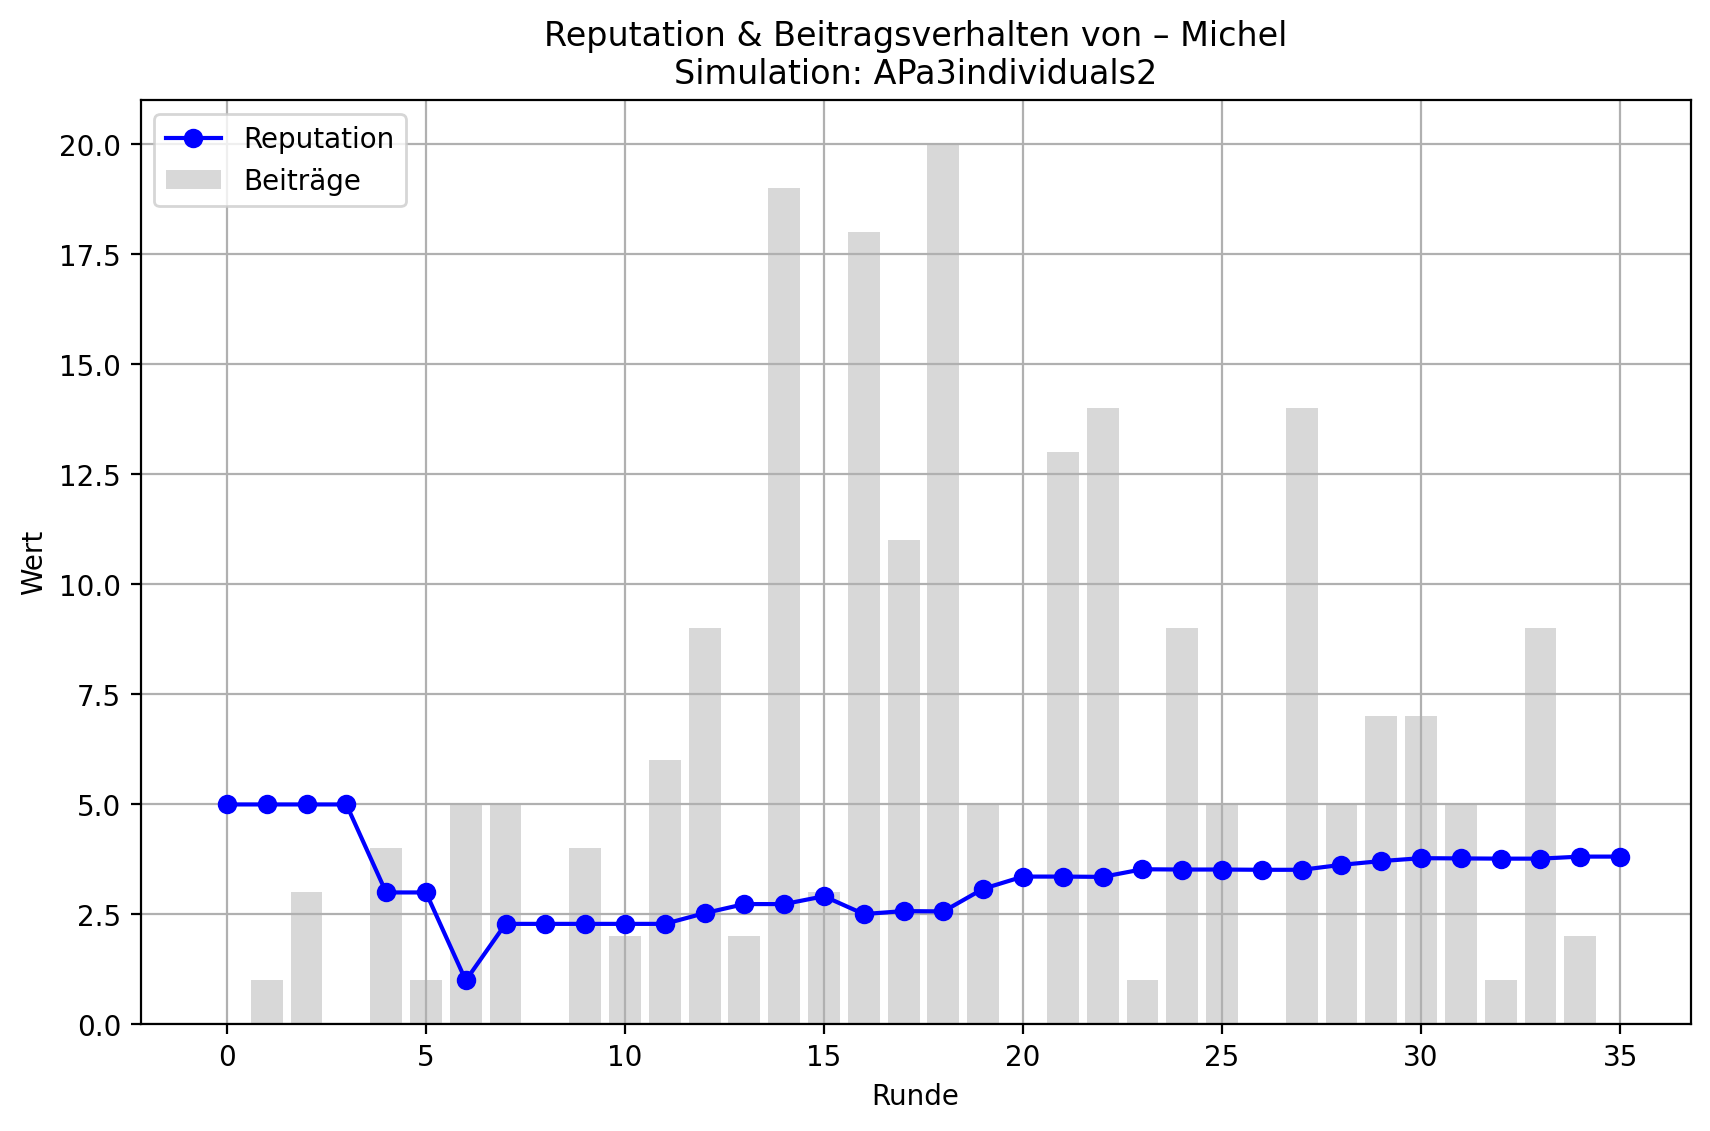 Reputation & Beitragsverhalten von – Michel
Simulation: APa3individuals2
Reputation
Beiträge
20.0
17.5
15.0
12.5
10.0
7.5
5.0
2.5
0.0
Wert
0 5 10 15 20 25 30 35
Runde